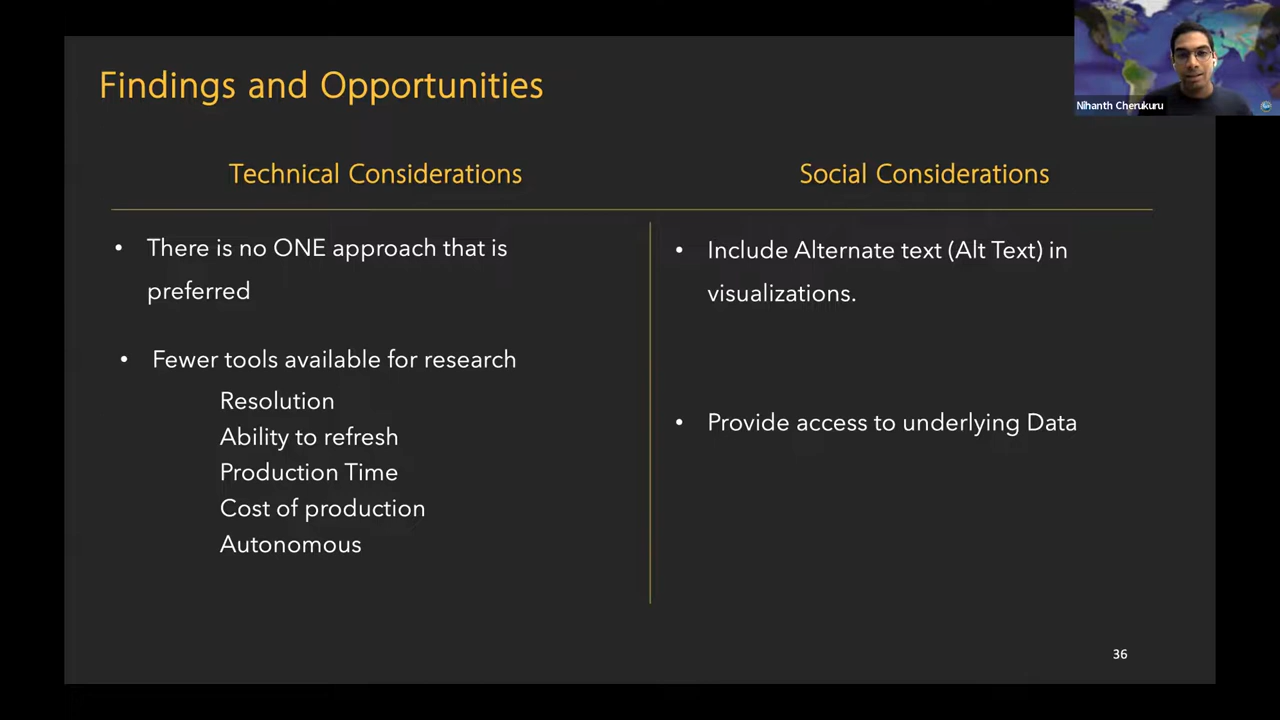 Findings and Opportunities
Nihanth Cherukuru
Technical Considerations
• There is no ONE approach that is
preferred
• Fewer tools available for research
Resolution
Ability to refresh
Production Time
Cost of production
Autonomous
Social Considerations
• Include Alternate text (Alt Text) in
visualizations.
• Provide access to underlying Data
36